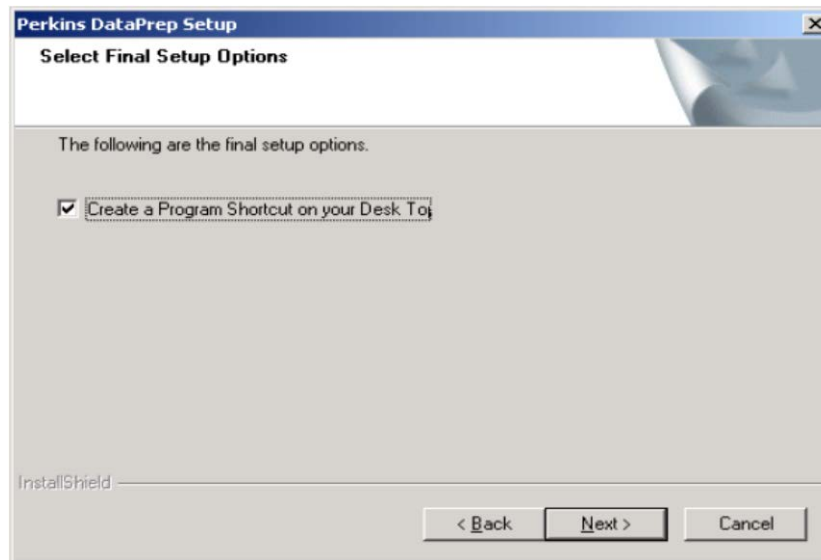 Perkins DataPrep Setup
Select Final Setup Options
The following are the final setup options.
Create a Program Shortcut on your Desk To
InstallShield
< Back Next > Cancel